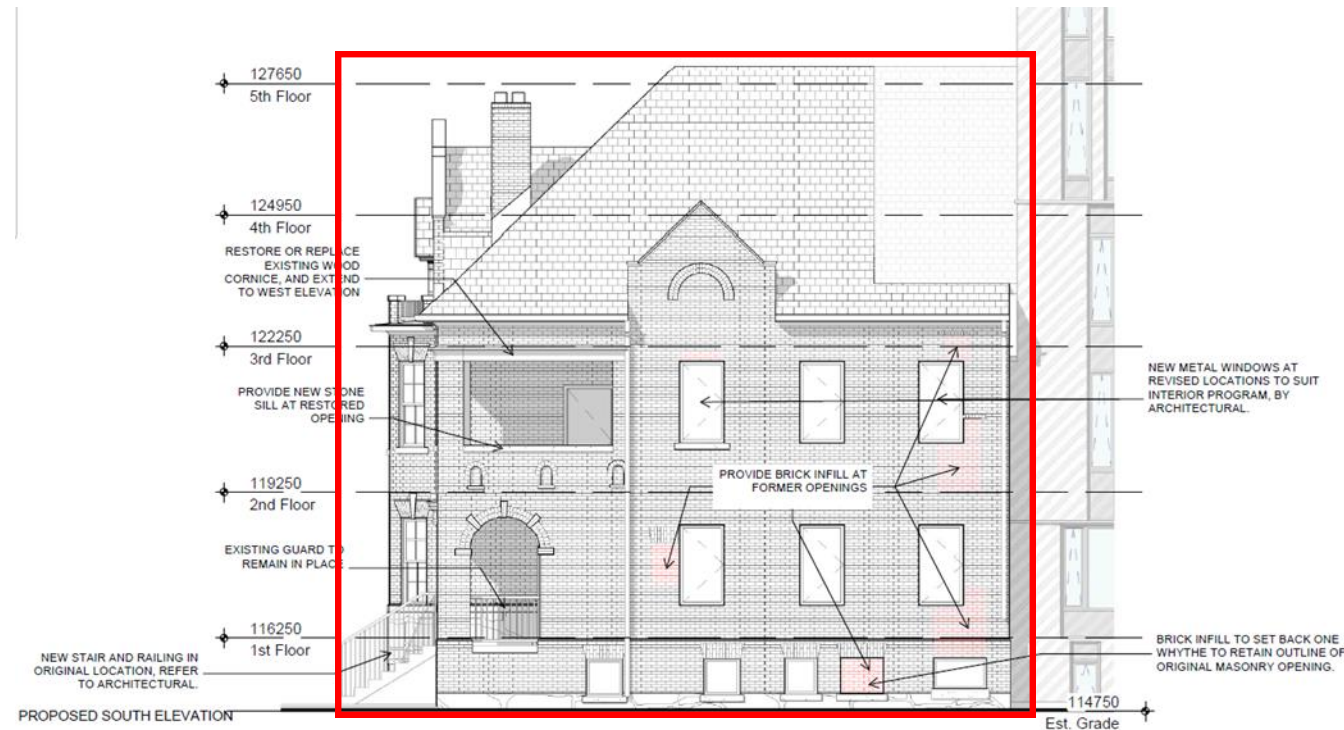 127650
5th Floor
124950
4th Floor
RESTORE OR REPLACE
EXISTING WOOD
CORNICE, AND EXTEND
TO WEST ELEVATION
122250
3rd Floor
PROVIDE NEW STONE
SILL AT RESTORED
OPENING
NEW METAL WINDOWS AT
REVISED LOCATIONS TO SUIT
INTERIOR PROGRAM, BY
ARCHITECTURAL.
PROVIDE BRICK INFILL AT
FORMER OPENINGS
119250
2nd Floor
EXISTING GUARD TO
REMAIN IN PLACE
116250
1st Floor
NEW STAIR AND RAILING IN
ORIGINAL LOCATION, REFER
TO ARCHITECTURAL.
BRICK INFILL TO SET BACK ONE
WHYTHE TO RETAIN OUTLINE OF
ORIGINAL MASONRY OPENING.
PROPOSED SOUTH ELEVATION
114750
Est. Grade